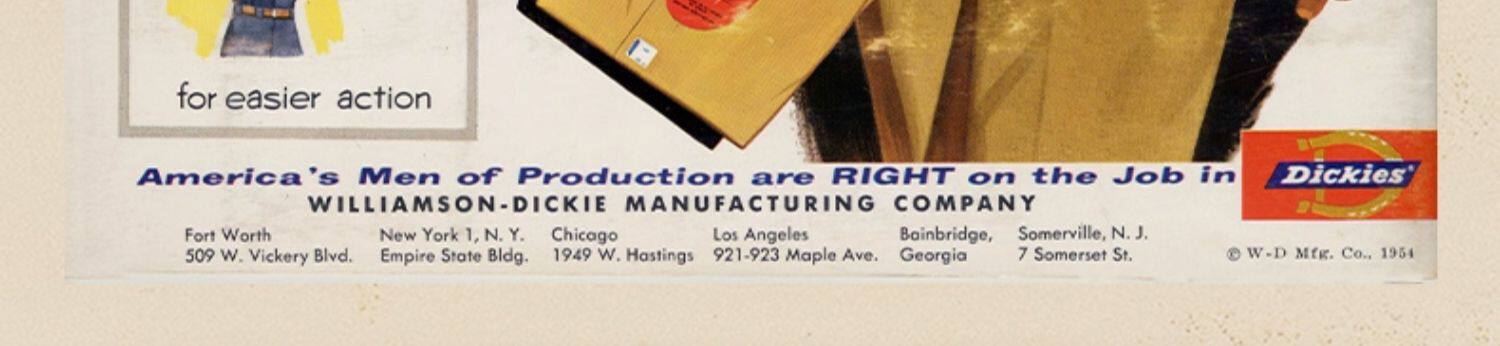 for easier action
America's Men of Production are RIGHT on the Job in
Dickies
WILLIAMSON-DICKIE MANUFACTURING COMPANY
Fort Worth
509 W. Vickery Blvd.
New York 1, N. Y.
Empire State Bldg.
Chicago
1949 W. Hastings
Los Angeles
921-923 Maple Ave.
Bainbridge,
Georgia
Somerville, N. J.
7 Somerset St.
© W-D Mfg. Co., 1954